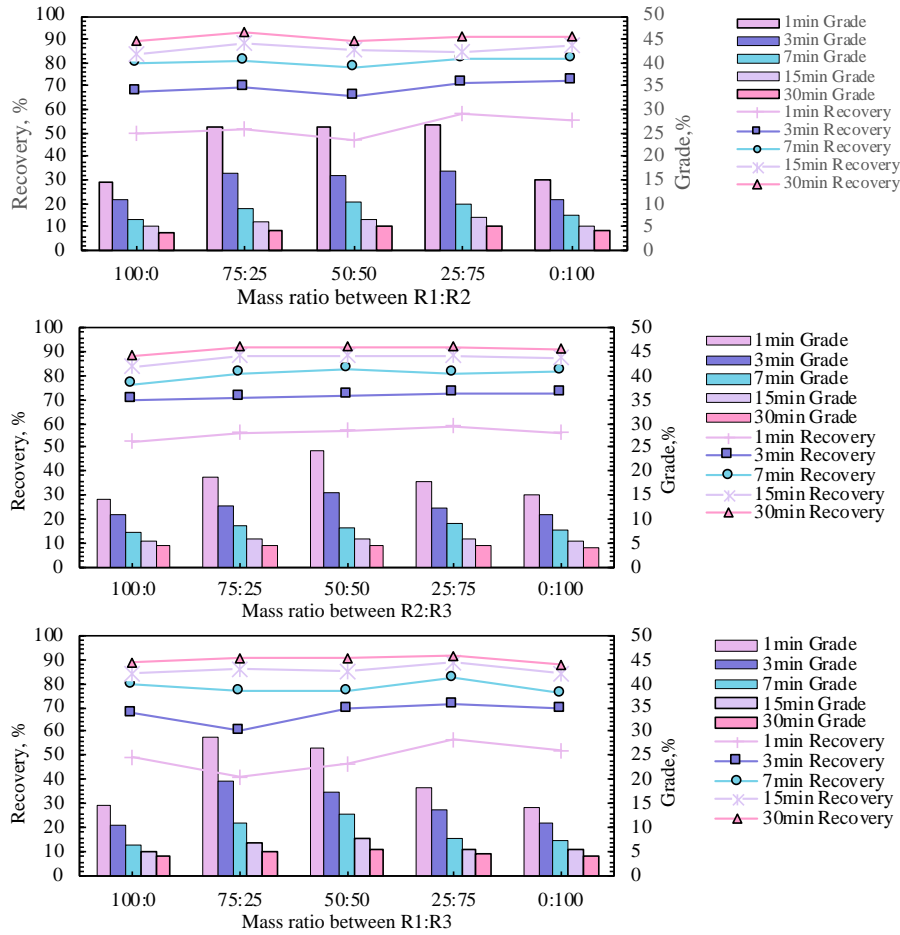 100
90
80
70
60
50
40
30
20
10
0
Recovery, %
50
45
40
35
30
25
20
15
10
5
0
Grade,%
100:0 75:25 50:50 25:75 0:100
Mass ratio between R1:R2
1min Grade
3min Grade
7min Grade
15min Grade
30min Grade
1min Recovery
3min Recovery
7min Recovery
15min Recovery
30min Recovery
100
90
80
70
60
50
40
30
20
10
0
Recovery, %
50
45
40
35
30
25
20
15
10
5
0
Grade,%
100:0 75:25 50:50 25:75 0:100
Mass ratio between R2:R3
1min Grade
3min Grade
7min Grade
15min Grade
30min Grade
1min Recovery
3min Recovery
7min Recovery
15min Recovery
30min Recovery
100
90
80
70
60
50
40
30
20
10
0
Recovery, %
50
45
40
35
30
25
20
15
10
5
0
Grade,%
100:0 75:25 50:50 25:75 0:100
Mass ratio between R1:R3
1min Grade
3min Grade
7min Grade
15min Grade
30min Grade
1min Recovery
3min Recovery
7min Recovery
15min Recovery
30min Recovery